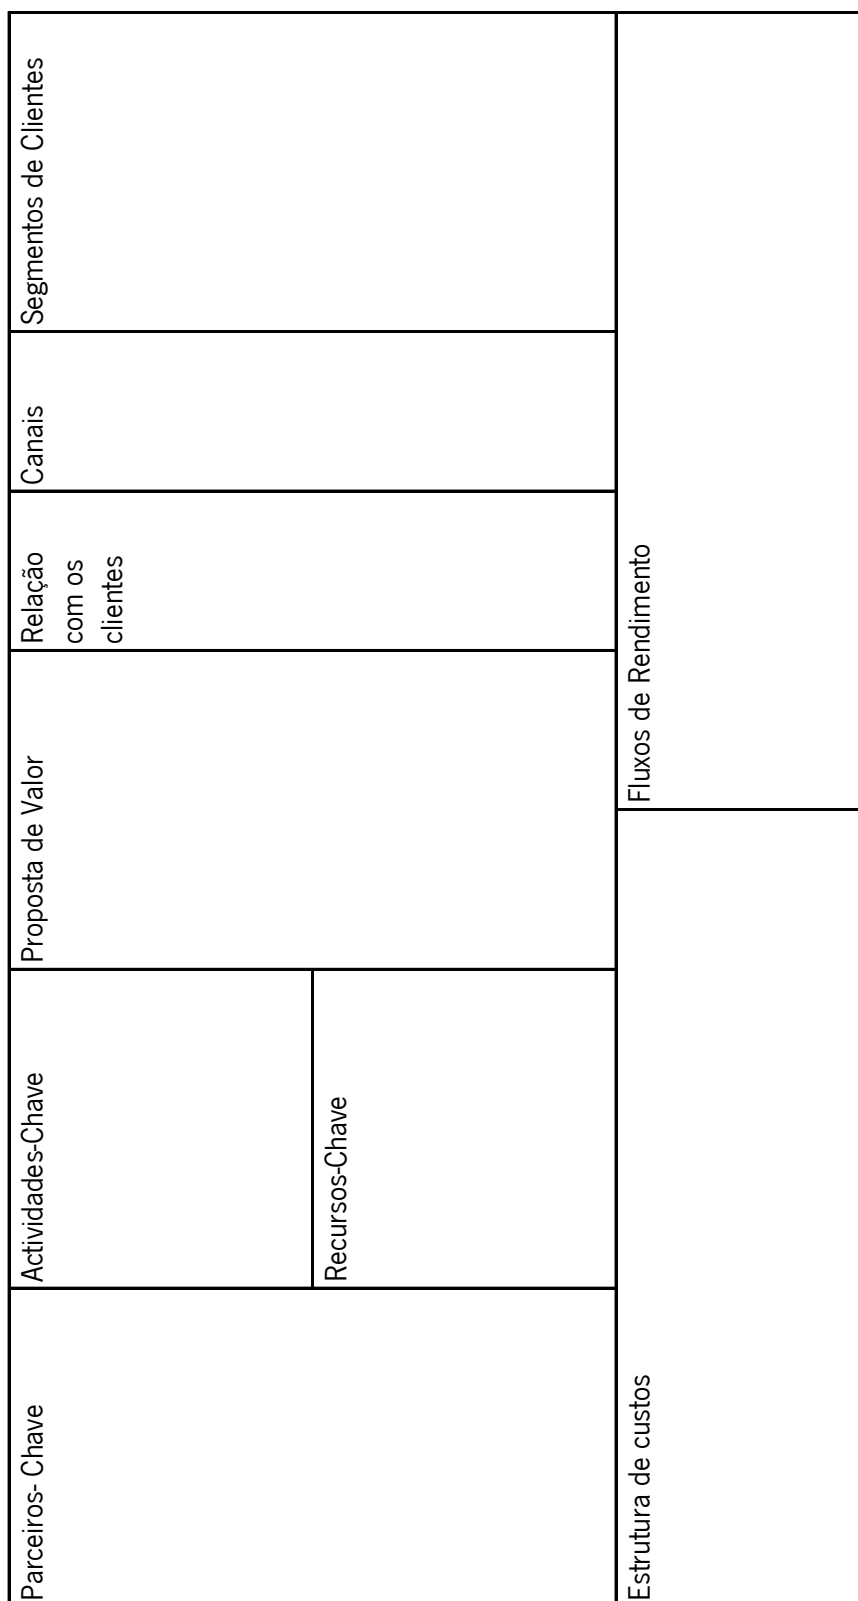 Parceiros- Chave
Actividades-Chave
Recursos-Chave
Proposta de Valor
Relação
com os
clientes
Canais
Segmentos de Clientes
Estrutura de custos
Fluxos de Rendimento